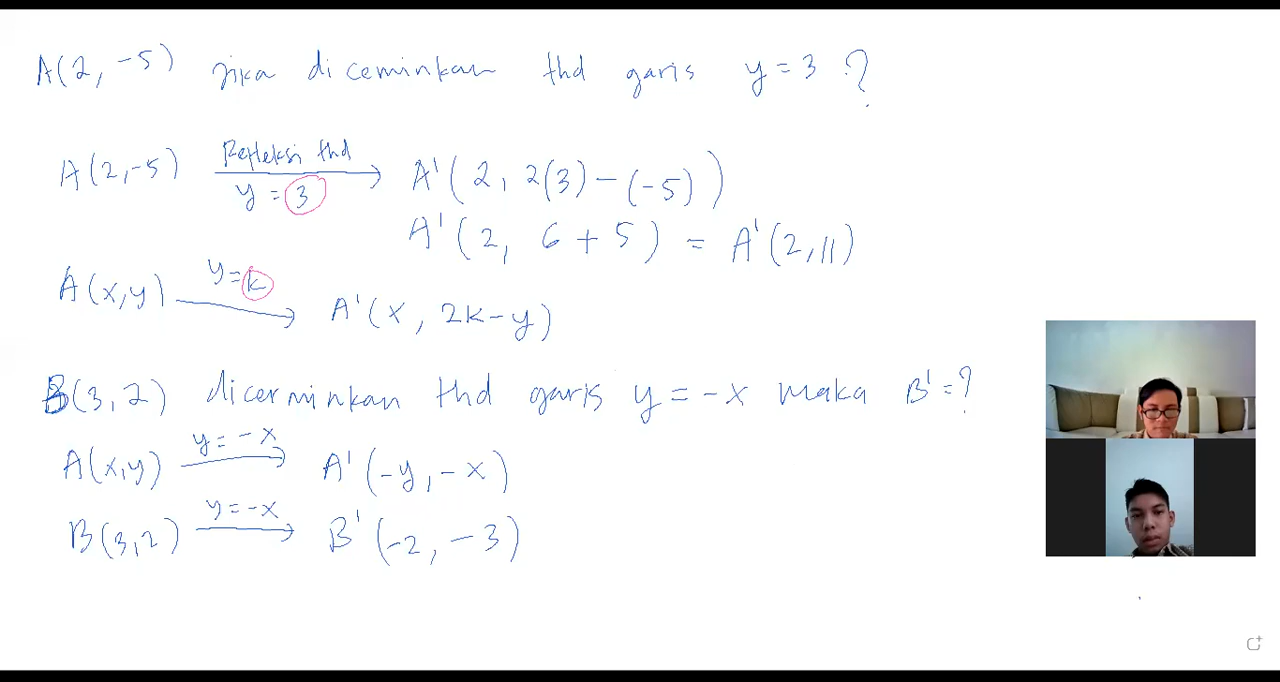 A(2, -5) jika diceminkan thd garis y = 3 ?
A(2,-5) Refleksi thd y = 3 A'(2, 2(3) - (-5))
A'(2, 6 + 5) = A'(2,11)
A(x,y) y=k A'(x, 2k-y)
B(3,2) dicerminkan thd garis y = -x maka B' = ?
A(x,y) y = -x A'(-y, -x)
B(3,2) y = -x B'(-2, -3)